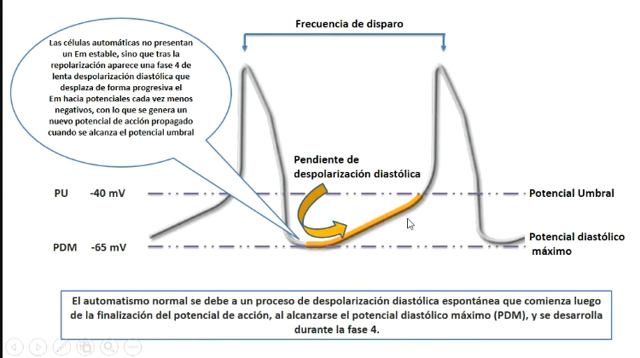 Frecuencia de disparo
Las células automáticas no presentan
un Em estable, sino que tras la
repolarización aparece una fase 4 de
lenta despolarización diastólica que
desplaza de forma progresiva el
Em hacia potenciales cada vez menos
negativos, con lo que se genera un
nuevo potencial de acción propagado
cuando se alcanza el potencial umbral
Pendiente de
despolarización diastólica
PU -40 mV
Potencial Umbral
PDM -65 mV
Potencial diastólico
máximo
El automatismo normal se debe a un proceso de despolarización diastólica espontánea que comienza luego
de la finalización del potencial de acción, al alcanzarse el potencial diastólico máximo (PDM), y se desarrolla
durante la fase 4.